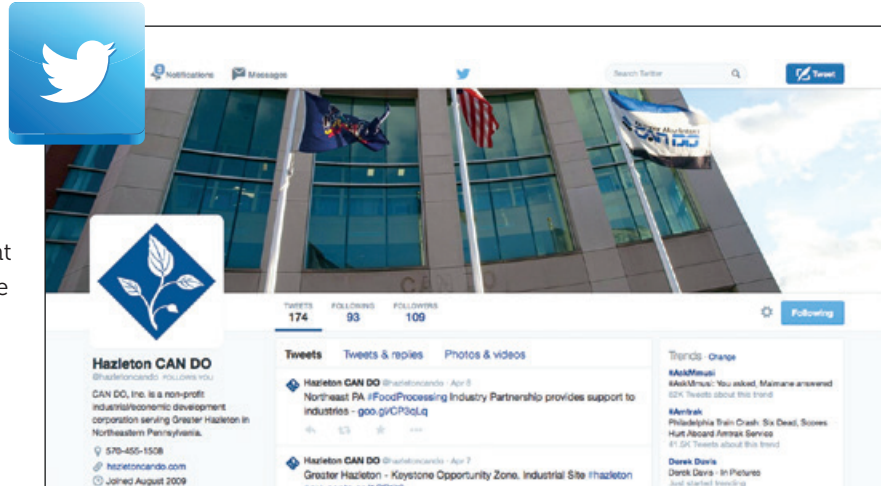 Notifications
Messages
Search Twitter
Tweet
Greater Hazleton
CAN DO
CAN DO
TWEETS
174
FOLLOWING
93
FOLLOWERS
109
Following
Hazleton CAN DO
@hazletoncando FOLLOWS YOU
CAN DO, Inc. is a non-profit
industrial/economic development
corporation serving Greater Hazleton in
Northeastern Pennsylvania.
570-455-1508
hazletoncando.com
Joined August 2009
Tweets Tweets & replies Photos & videos
Hazleton CAN DO @hazletoncando · Apr 8
Northeast PA #FoodProcessing Industry Partnership provides support to
industries - goo.gl/CP3qLq
Hazleton CAN DO @hazletoncando · Apr 7
Greater Hazleton - Keystone Opportunity Zone, Industrial Site #hazleton
Trends · Change
#AskMmusi
#AskMmusi: You asked, Maimane answered
62K Tweets about this trend
#Amtrak
Philadelphia Train Crash: Six Dead, Scores
Hurt Aboard Amtrak Service
41.5K Tweets about this trend
Derek Davis
Derek Davis - In Pictures
Just started trending